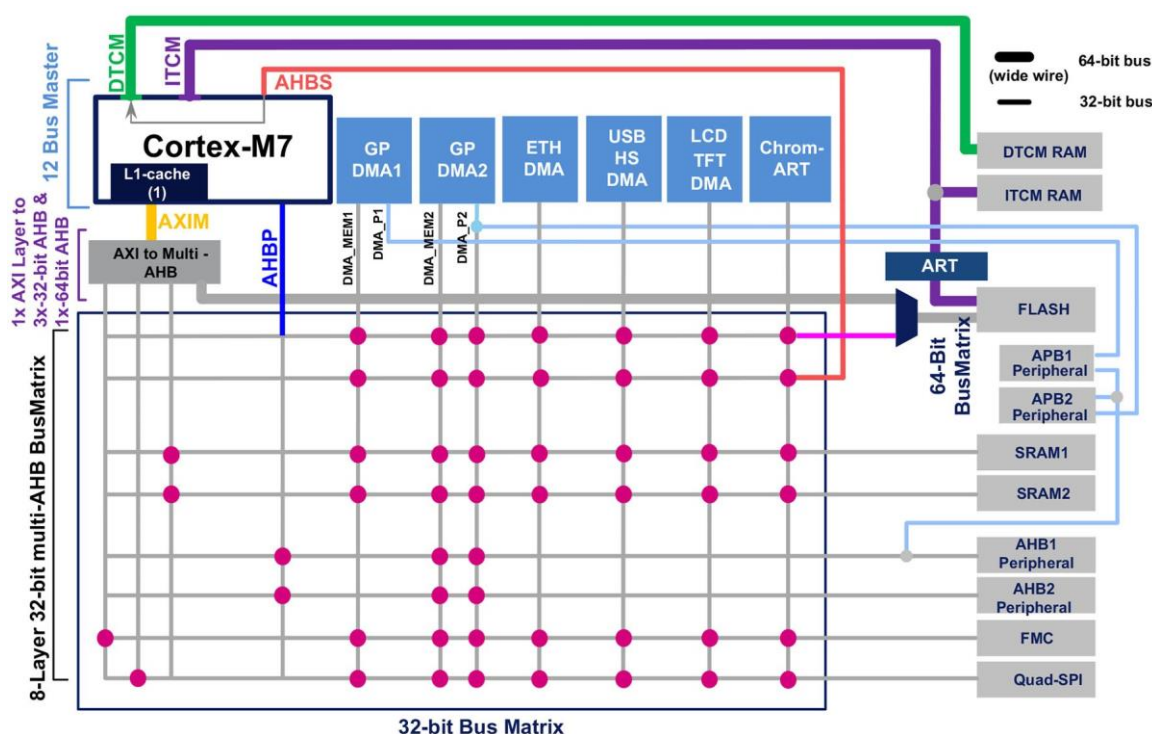 DTCM
ITCM
AHBS
12 Bus Master
Cortex-M7
L1-cache
(1)
GP
DMA1
GP
DMA2
ETH
DMA
USB
HS
DMA
LCD
TFT
DMA
Chrom-
ART
64-bit bus
(wide wire)
32-bit bus
DTCM RAM
ITCM RAM
AXIM
AHBP
DMA_MEM1
DMA_P1
DMA_MEM2
DMA_P2
1x AXI Layer to
3x-32-bit AHB &
1x-64bit AHB
AXI to Multi -
AHB
ART
FLASH
64-Bit
BusMatrix
APB1
Peripheral
APB2
Peripheral
8-Layer 32-bit multi-AHB BusMatrix
SRAM1
SRAM2
AHB1
Peripheral
AHB2
Peripheral
FMC
Quad-SPI
32-bit Bus Matrix